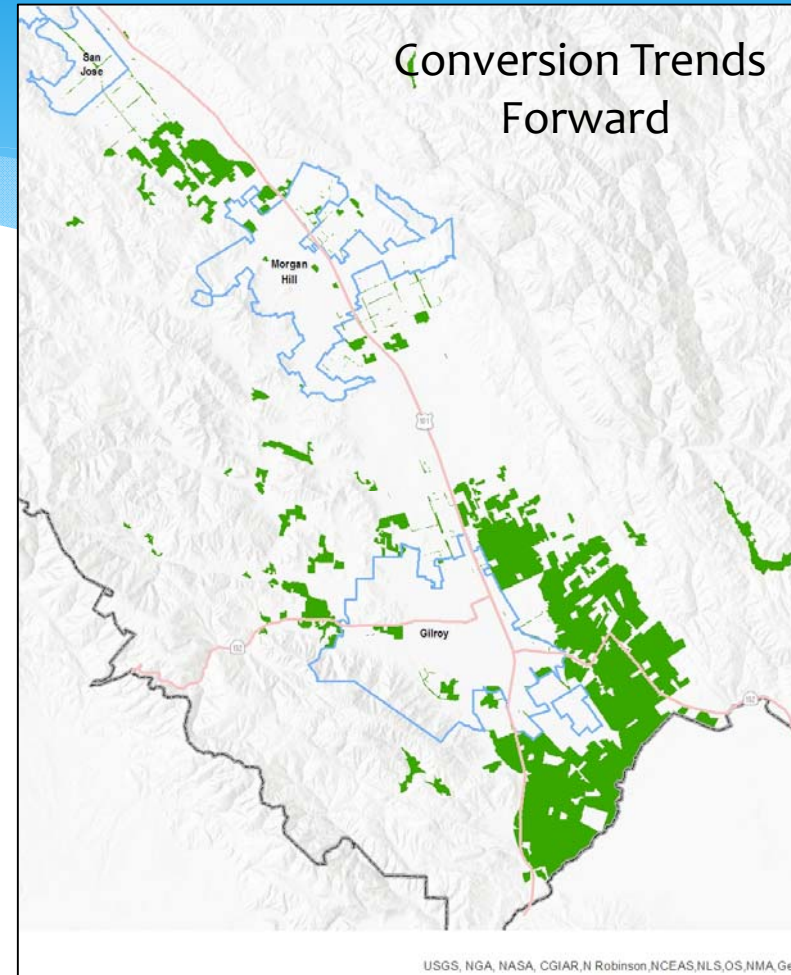 Conversion Trends
Forward
San
Jose
Morgan
Hill
101
152
Gilroy
152
USGS, NGA, NASA, CGIAR,N Robinson,NCEAS,NLS,OS,NMA,Ge